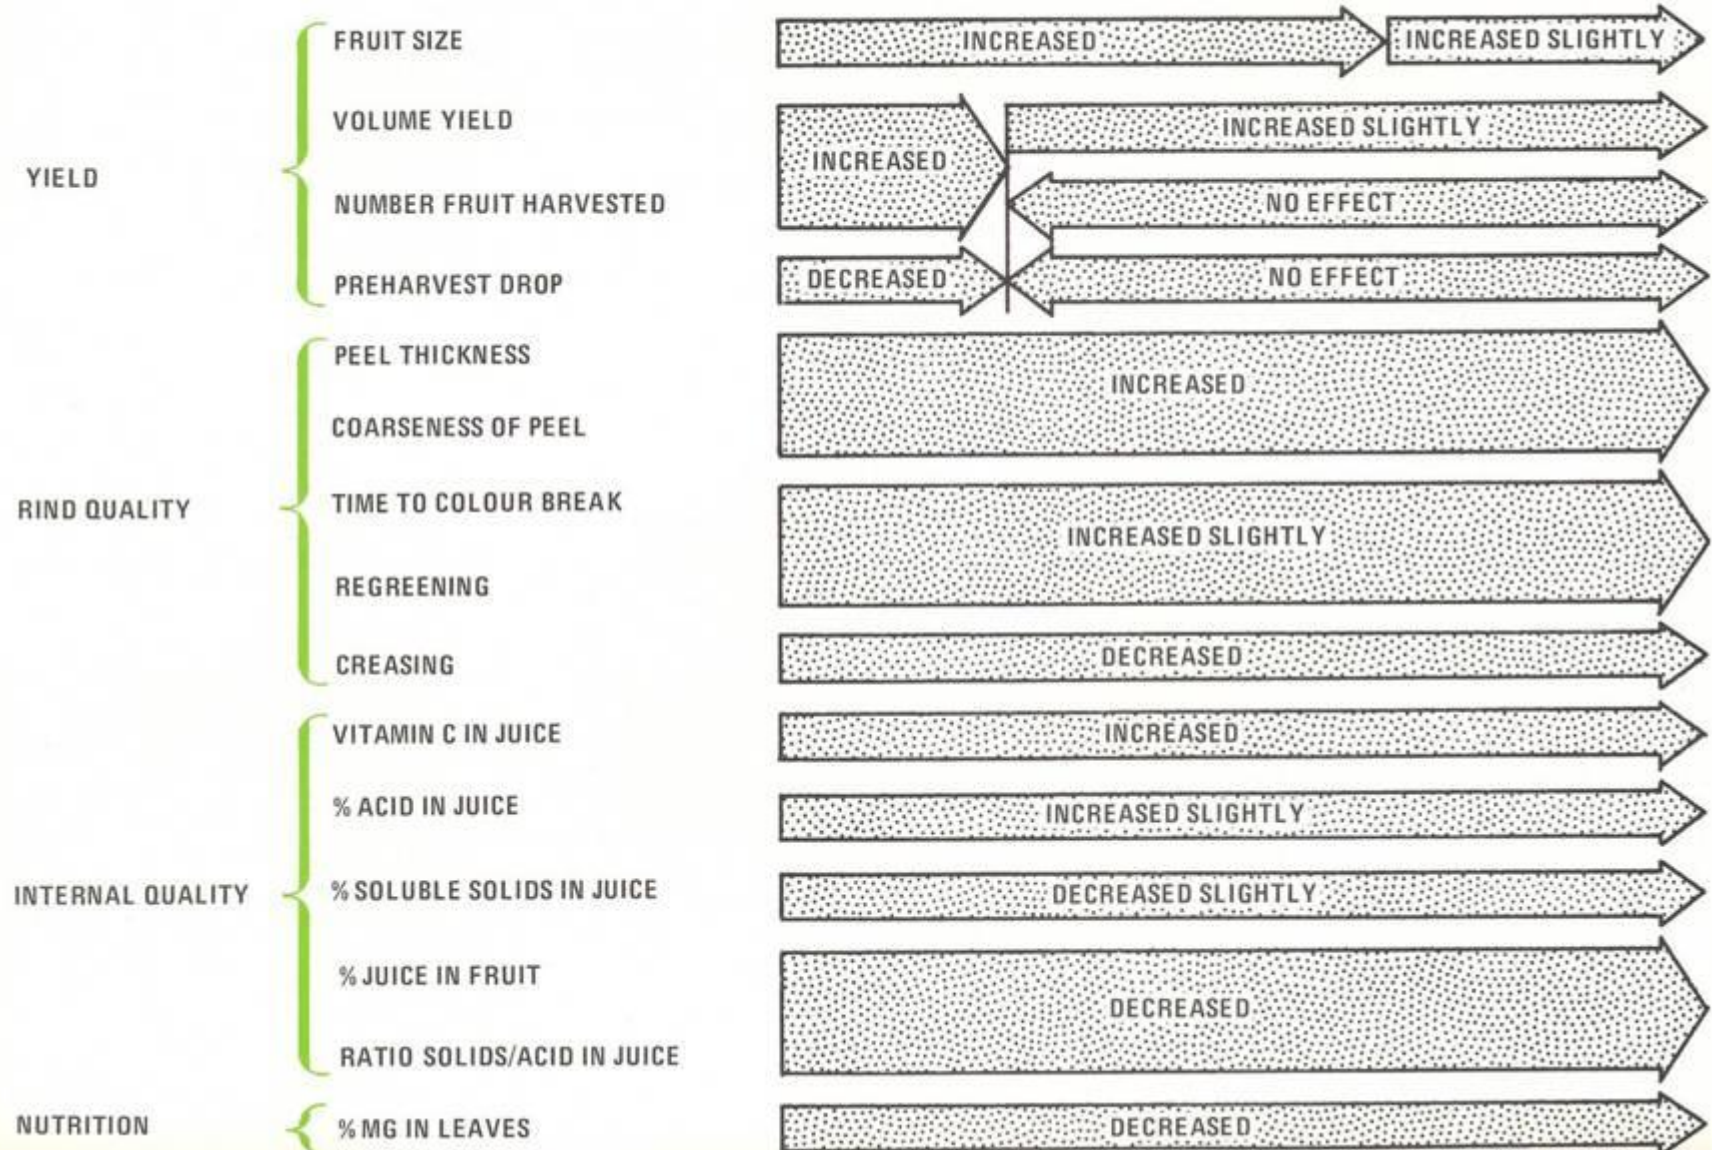 FRUIT SIZE INCREASED INCREASED SLIGHTLY
VOLUME YIELD INCREASED SLIGHTLY
INCREASED
YIELD
NUMBER FRUIT HARVESTED NO EFFECT
PREHARVEST DROP DECREASED NO EFFECT
PEEL THICKNESS
INCREASED
COARSENESS OF PEEL
RIND QUALITY TIME TO COLOUR BREAK
INCREASED SLIGHTLY
REGREENING
CREASING DECREASED
VITAMIN C IN JUICE INCREASED
% ACID IN JUICE INCREASED SLIGHTLY
INTERNAL QUALITY % SOLUBLE SOLIDS IN JUICE DECREASED SLIGHTLY
% JUICE IN FRUIT
DECREASED
RATIO SOLIDS/ACID IN JUICE
NUTRITION % MG IN LEAVES DECREASED